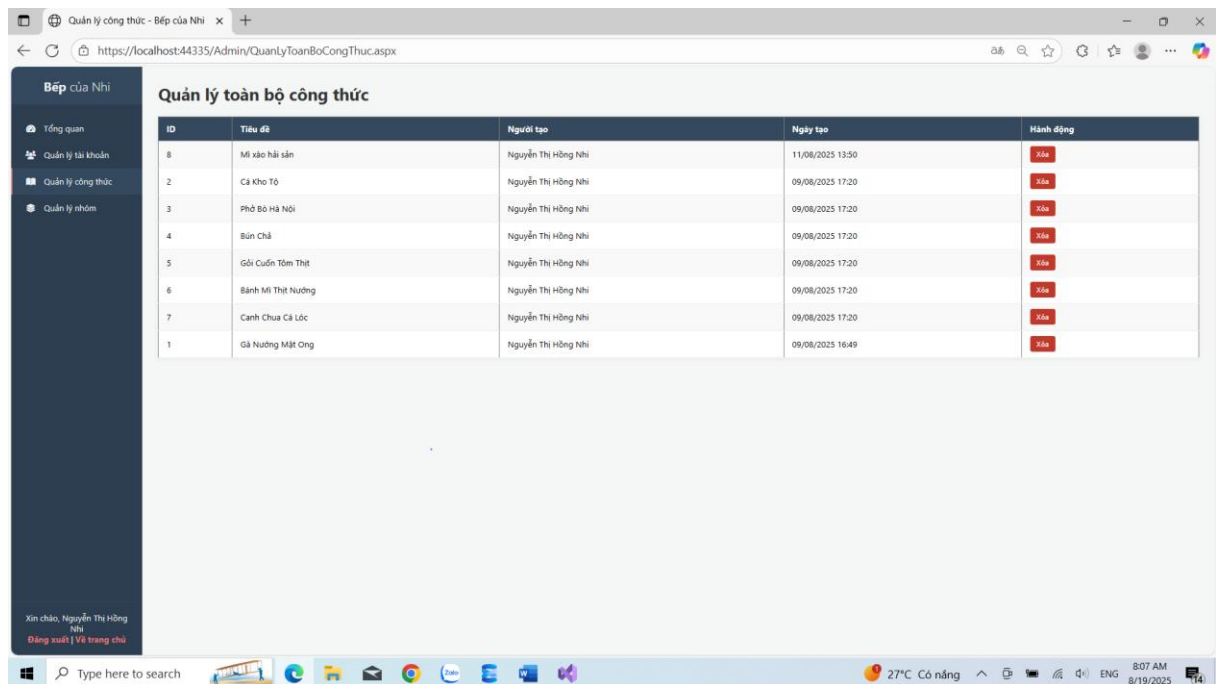 Quản lý công thức - Bếp của Nhi
https://localhost:44335/Admin/QuanLyToanBoCongThuc.aspx
Bếp của Nhi
Tổng quan
Quản lý tài khoản
Quản lý công thức
Quản lý nhóm
Quản lý toàn bộ công thức
ID Tiêu đề Người tạo Ngày tạo Hành động
8 Mì xào hải sản Nguyễn Thị Hồng Nhi 11/08/2025 13:50 Xóa
2 Cá Kho Tộ Nguyễn Thị Hồng Nhi 09/08/2025 17:20 Xóa
3 Phở Bò Hà Nội Nguyễn Thị Hồng Nhi 09/08/2025 17:20 Xóa
4 Bún Chả Nguyễn Thị Hồng Nhi 09/08/2025 17:20 Xóa
5 Gỏi Cuốn Tôm Thịt Nguyễn Thị Hồng Nhi 09/08/2025 17:20 Xóa
6 Bánh Mì Thịt Nướng Nguyễn Thị Hồng Nhi 09/08/2025 17:20 Xóa
7 Canh Chua Cá Lóc Nguyễn Thị Hồng Nhi 09/08/2025 17:20 Xóa
1 Gà Nướng Mật Ong Nguyễn Thị Hồng Nhi 09/08/2025 16:49 Xóa
Xin chào, Nguyễn Thị Hồng
Nhi
Đăng xuất | Về trang chủ
Type here to search
Zalo
27°C Có nắng
ENG
8:07 AM
8/19/2025
14